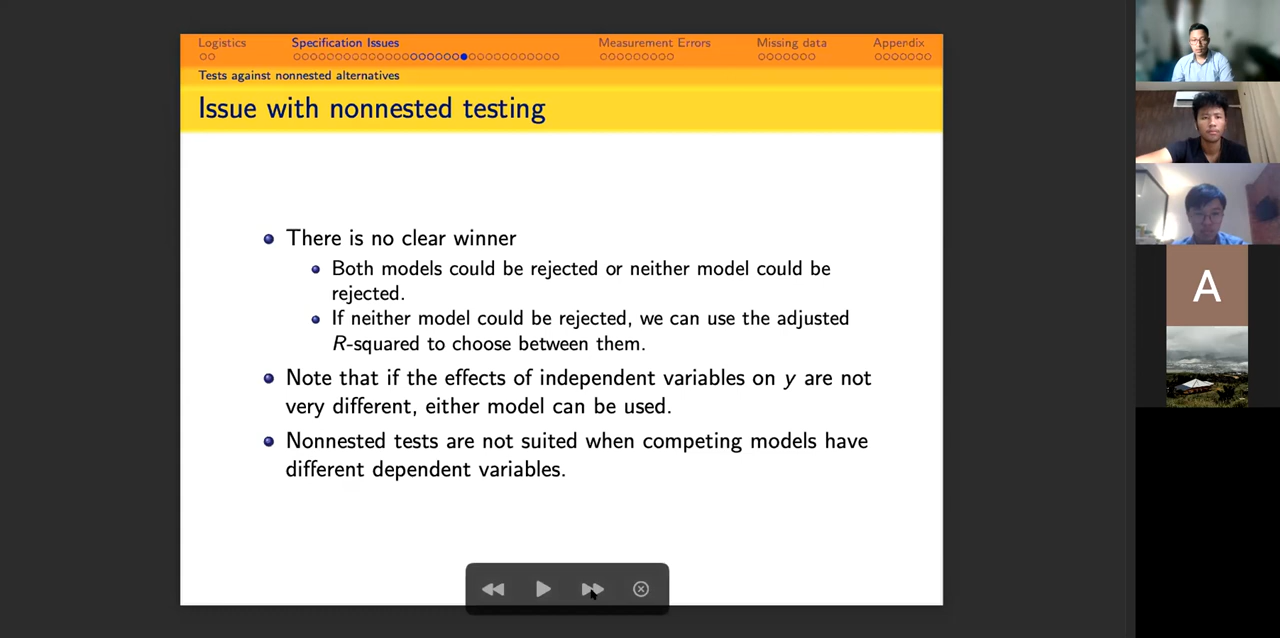 Logistics Specification Issues Measurement Errors Missing data Appendix
Tests against nonnested alternatives
Issue with nonnested testing
There is no clear winner
Both models could be rejected or neither model could be
rejected.
If neither model could be rejected, we can use the adjusted
R-squared to choose between them.
Note that if the effects of independent variables on y are not
very different, either model can be used.
Nonnested tests are not suited when competing models have
different dependent variables.
A